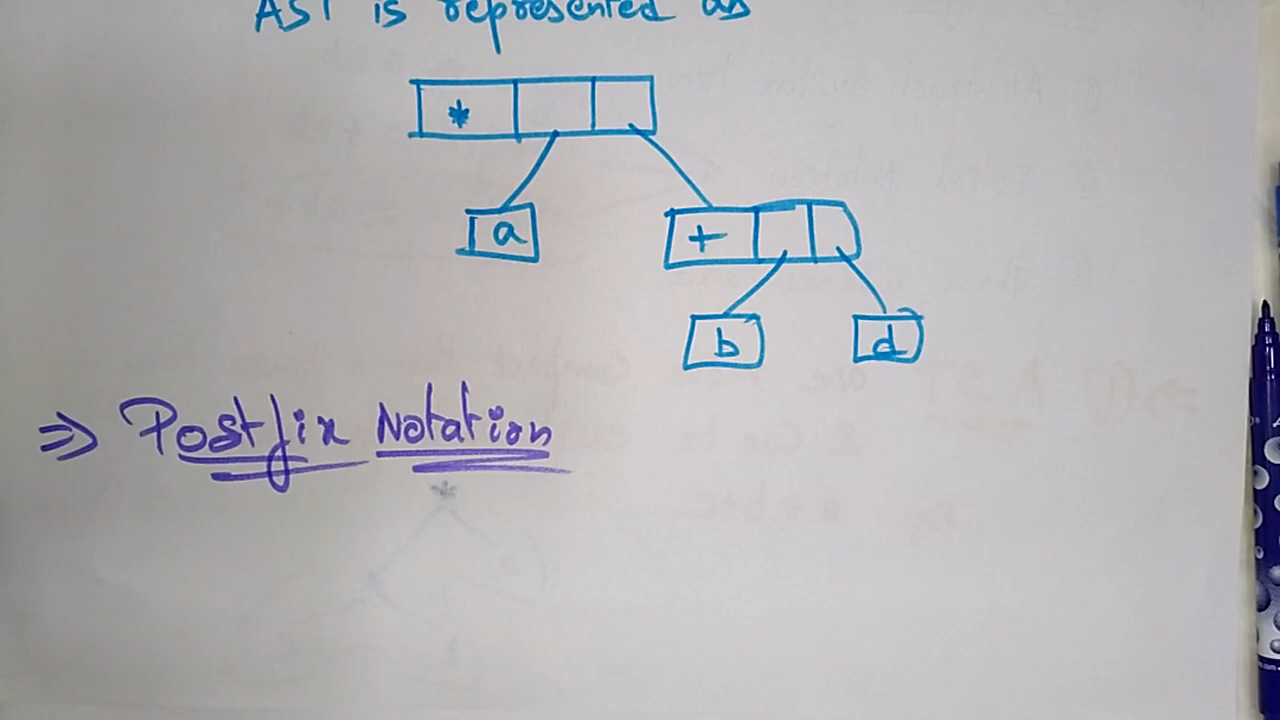 AST is represented as
*
a +
b d
⇒ Postfix Notation